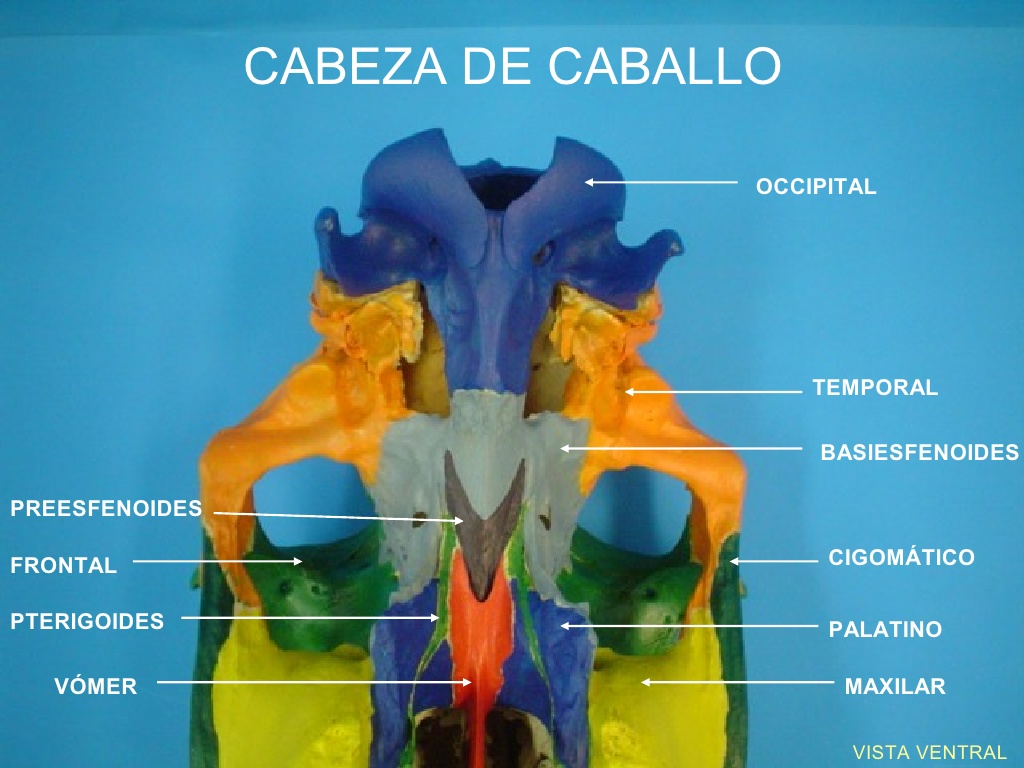 CABEZA DE CABALLO
OCCIPITAL
TEMPORAL
BASIESFENOIDES
PREESFENOIDES
FRONTAL
CIGOMÁTICO
PTERIGOIDES
PALATINO
VÓMER
MAXILAR
VISTA VENTRAL